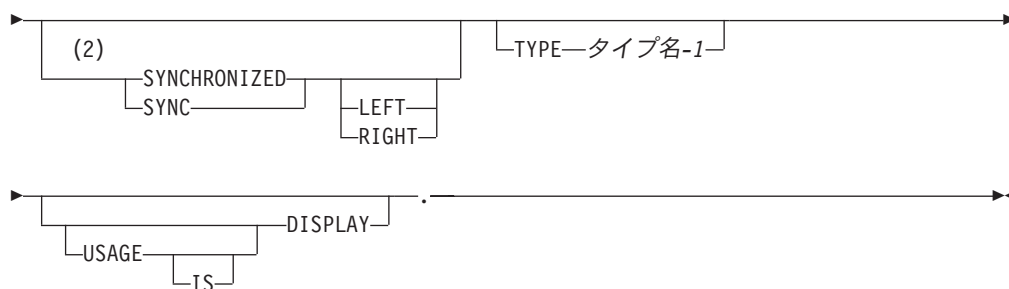 (2)
SYNCHRONIZED
SYNC
LEFT
RIGHT
TYPE タイプ名-1
DISPLAY
USAGE
IS
.